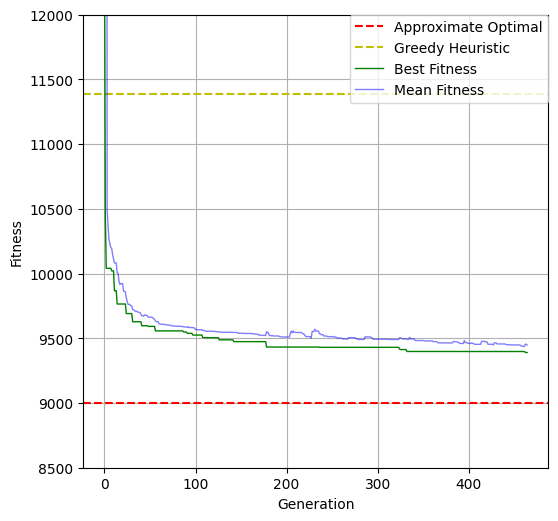 Approximate Optimal
Greedy Heuristic
Best Fitness
Mean Fitness
12000
11500
11000
10500
10000
9500
9000
8500
Fitness
0 100 200 300 400
Generation